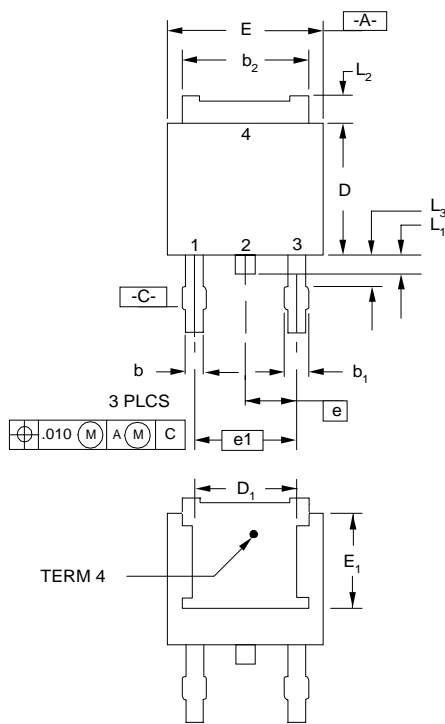 E
-A-
b₂
L₂
4
D
L₃
L₁
1 2 3
-C-
b
b₁
3 PLCS
e
.010 M A M C
e1
D₁
E₁
TERM 4